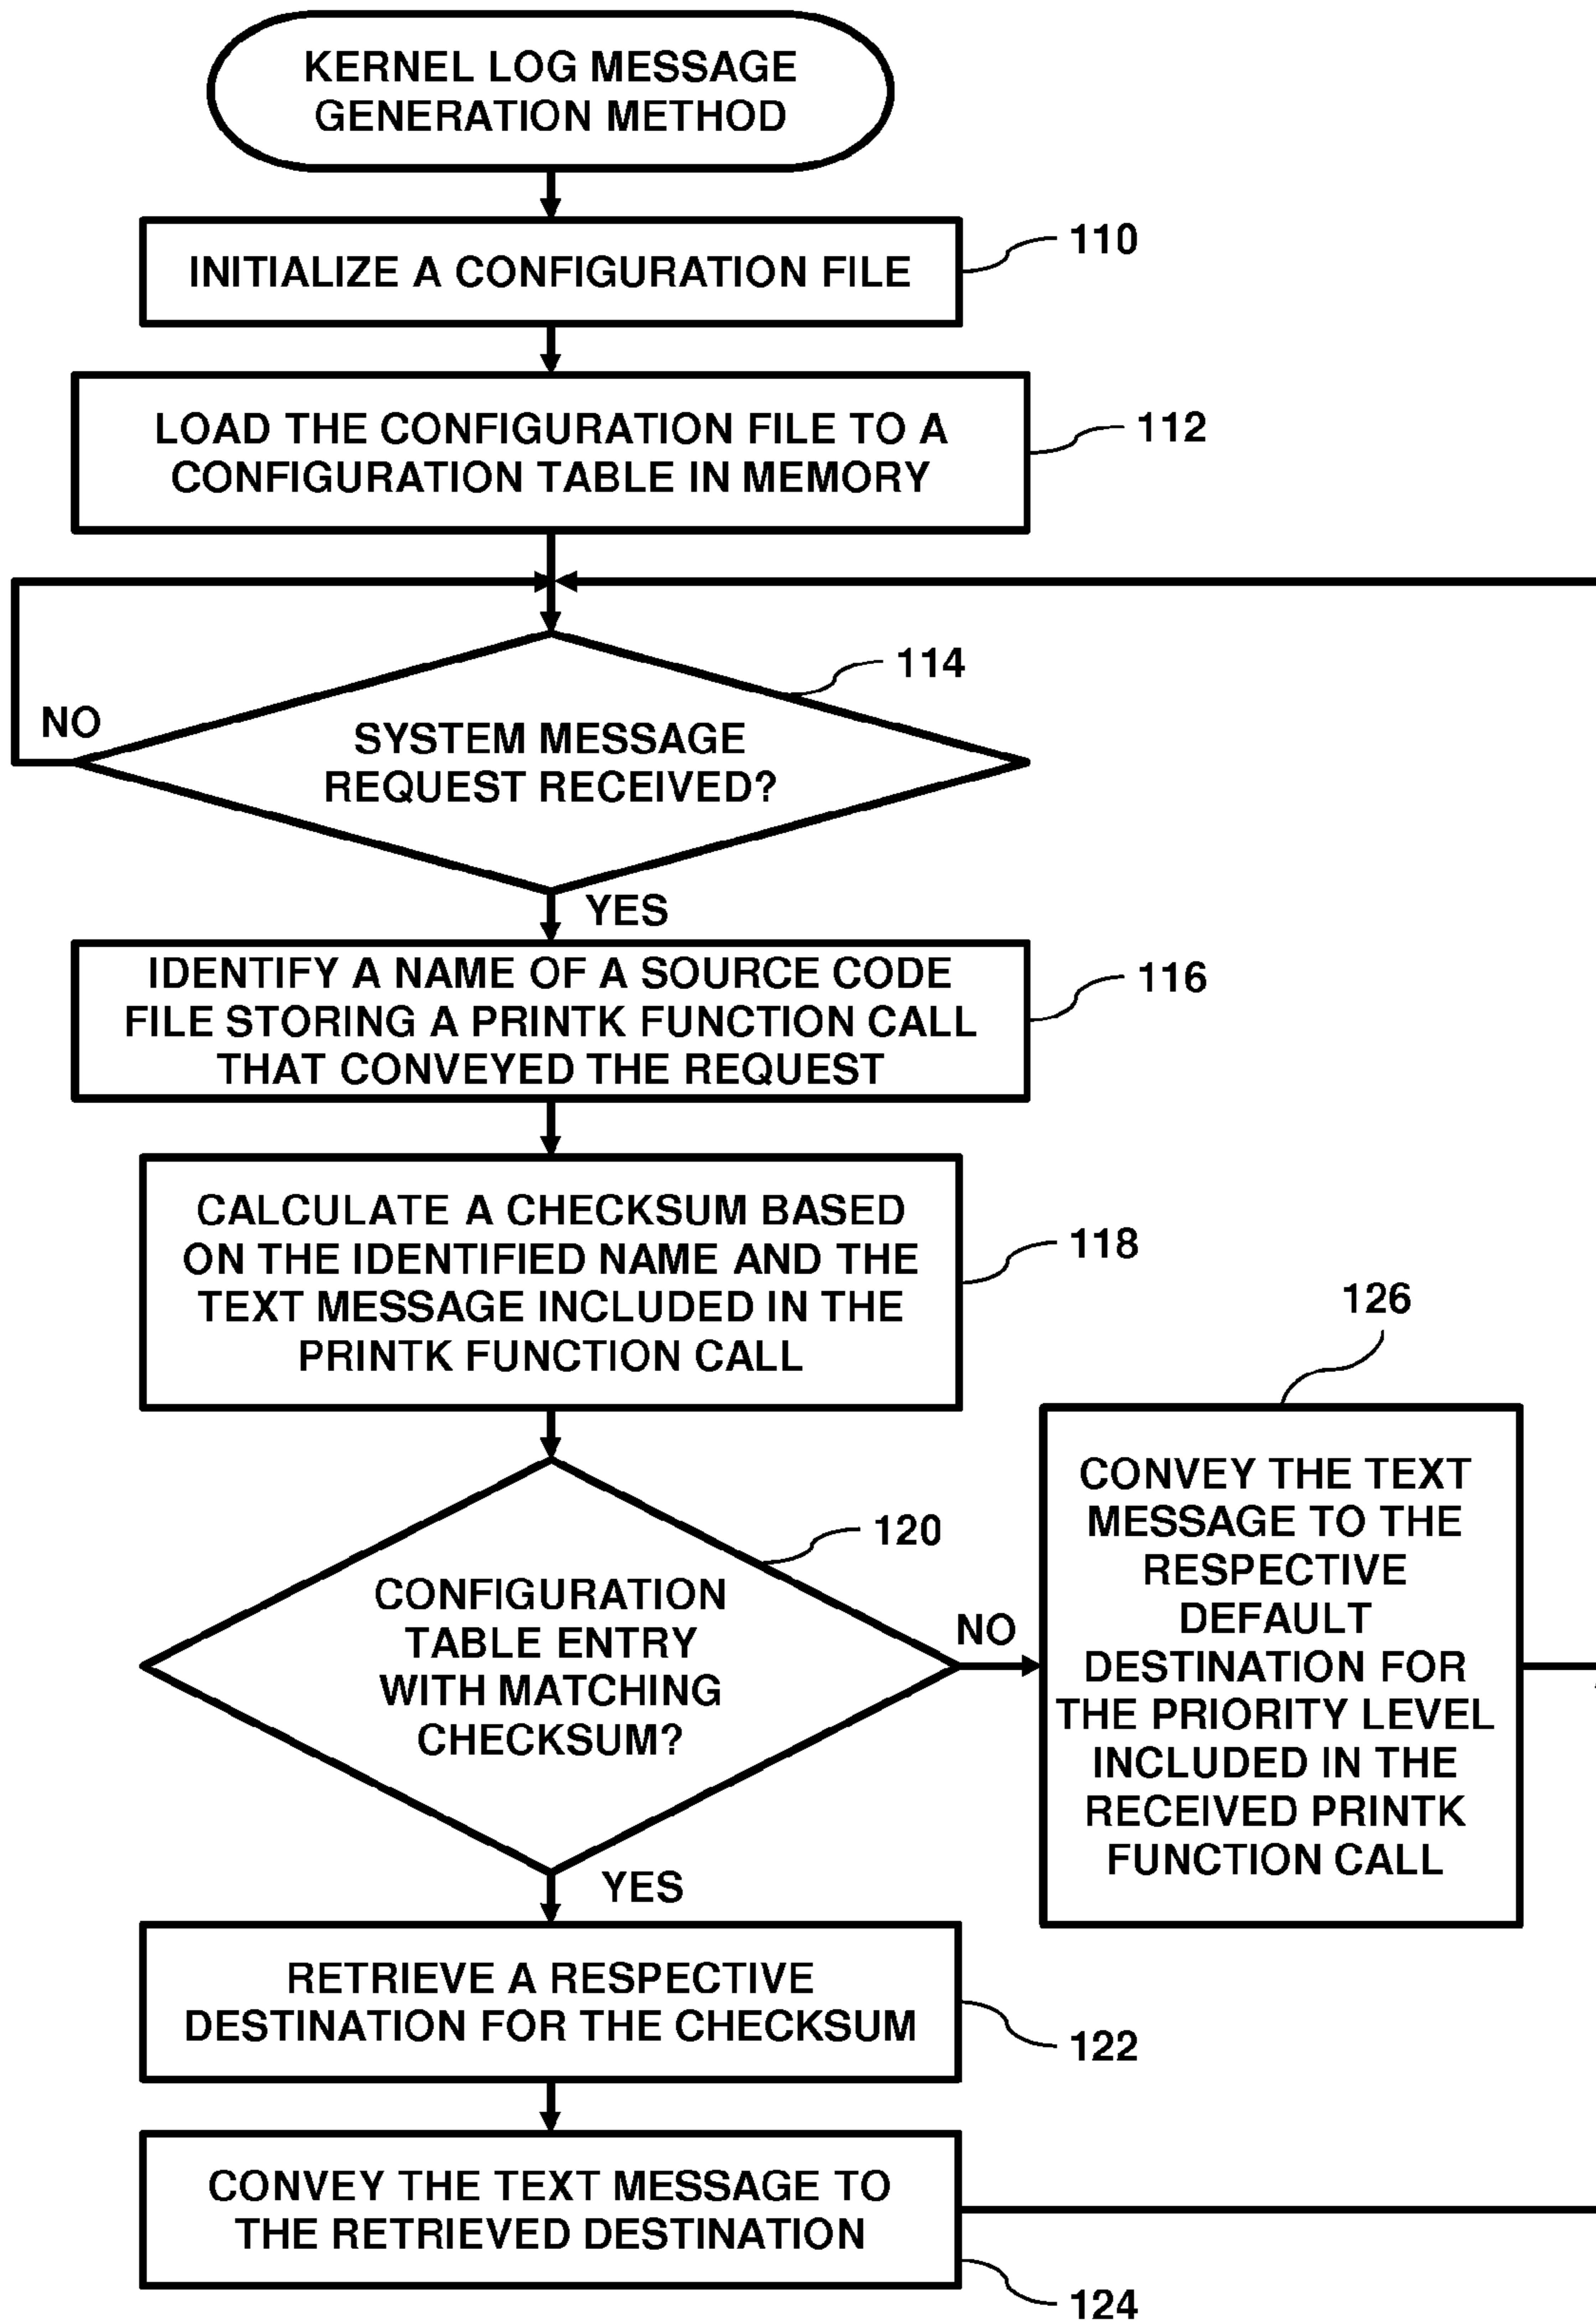 KERNEL LOG MESSAGE
GENERATION METHOD
INITIALIZE A CONFIGURATION FILE
110
LOAD THE CONFIGURATION FILE TO A
CONFIGURATION TABLE IN MEMORY
112
SYSTEM MESSAGE
REQUEST RECEIVED?
114
NO
YES
IDENTIFY A NAME OF A SOURCE CODE
FILE STORING A PRINTK FUNCTION CALL
THAT CONVEYED THE REQUEST
116
CALCULATE A CHECKSUM BASED
ON THE IDENTIFIED NAME AND THE
TEXT MESSAGE INCLUDED IN THE
PRINTK FUNCTION CALL
118
CONFIGURATION
TABLE ENTRY
WITH MATCHING
CHECKSUM?
120
NO
126
CONVEY THE TEXT
MESSAGE TO THE
RESPECTIVE
DEFAULT
DESTINATION FOR
THE PRIORITY LEVEL
INCLUDED IN THE
RECEIVED PRINTK
FUNCTION CALL
YES
RETRIEVE A RESPECTIVE
DESTINATION FOR THE CHECKSUM
122
CONVEY THE TEXT MESSAGE TO
THE RETRIEVED DESTINATION
124